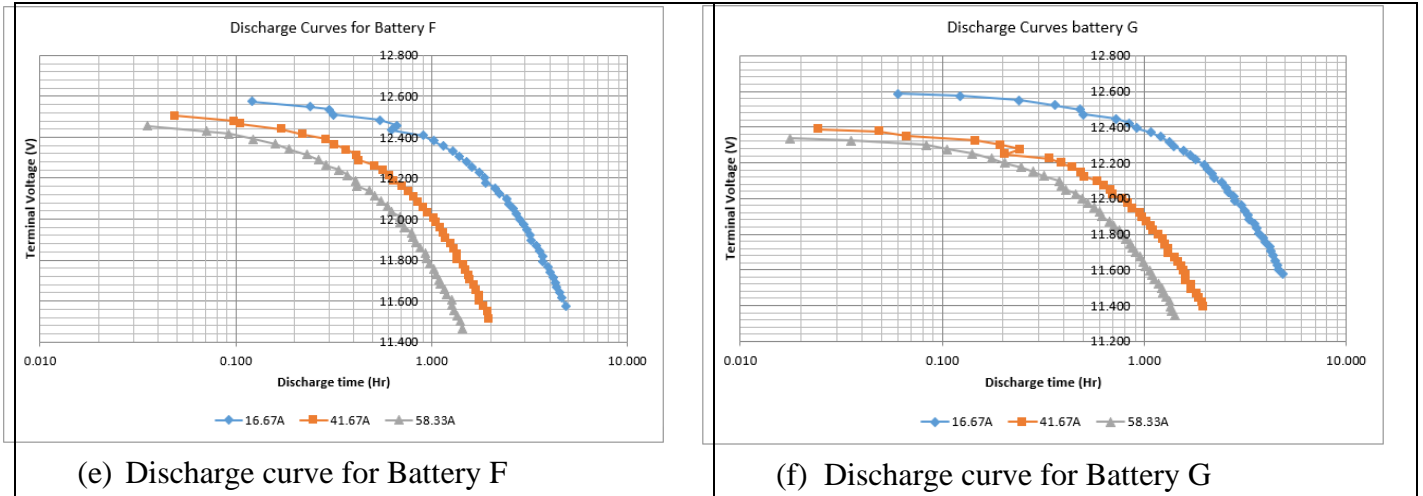 Discharge Curves for Battery F
12.800
12.600
12.400
12.200
12.000
11.800
11.600
11.400
Terminal Voltage (V)
0.010 0.100 1.000 10.000
Discharge time (Hr)
16.67A 41.67A 58.33A
(e) Discharge curve for Battery F
Discharge Curves battery G
12.800
12.600
12.400
12.200
12.000
11.800
11.600
11.400
11.200
Terminal Voltage (V)
0.010 0.100 1.000 10.000
Discharge time (Hr)
16.67A 41.67A 58.33A
(f) Discharge curve for Battery G